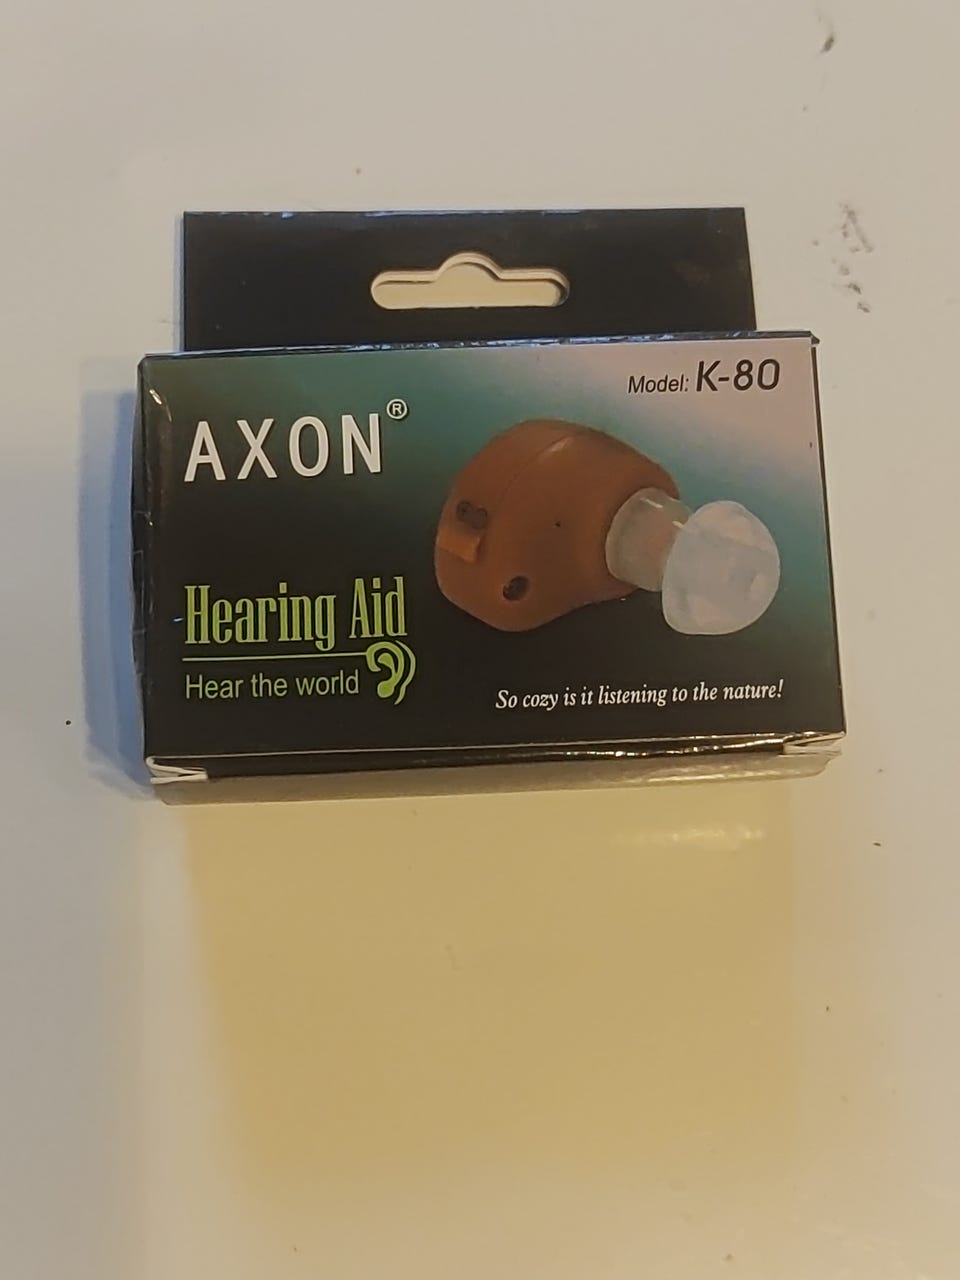 Model: K-80
AXON®
Hearing Aid
Hear the world
So cozy is it listening to the nature!